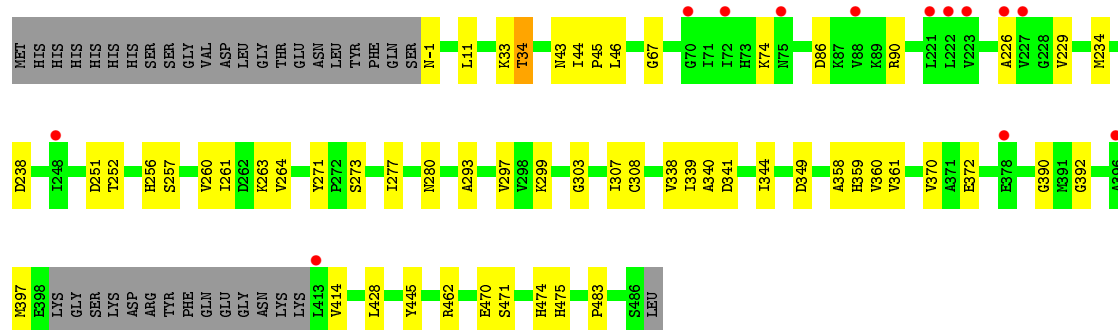 MET HIS HIS HIS HIS HIS HIS SER SER GLY VAL ASP LEU GLY THR GLU ASN LEU TYR PHE GLN SER N-1 L11 K33 T34 N43 I44 P45 L46 G67 G70 I71 I72 H73 K74 N75 D86 K87 V88 K89 R90 L221 L222 V223 A226 V227 G228 V229 M234
D238 I248 D251 T252 H256 S257 V260 I261 D262 K263 V264 Y271 P272 S273 I277 N280 A293 V297 V298 K299 G303 I307 C308 V338 I339 A340 D341 I344 D349 A358 H359 V360 V361 V370 A371 E372 E378 G390 M391 G392 A396
M397 E398 LYS GLY SER LYS ASP ARG TYR PHE GLN GLU GLY ASN LYS LYS L413 V414 L428 Y445 R462 E470 S471 H474 H475 P483 S486 LEU